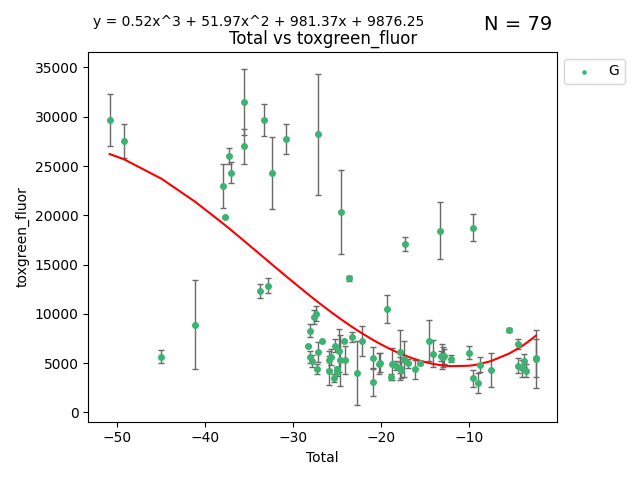 y = 0.52x^3 + 51.97x^2 + 981.37x + 9876.25
N = 79
Total vs toxgreen_fluor
G
35000
30000
25000
20000
15000
10000
5000
0
toxgreen_fluor
−50
−40
−30
−20
−10
Total